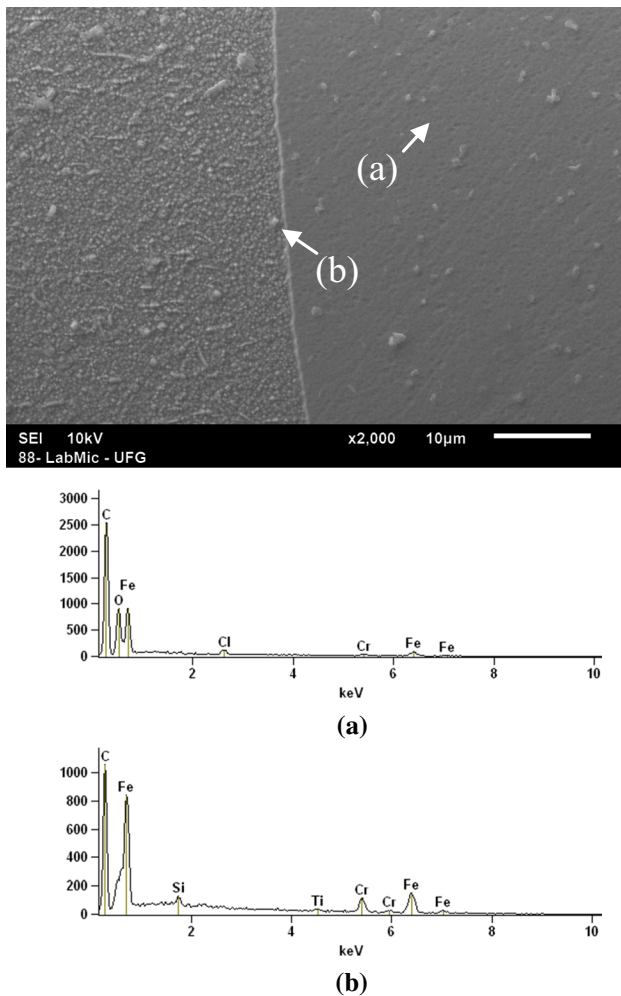 (a)
(b)
SEI 10kV x2,000 10µm
88- LabMic - UFG
3000
2500
2000
1500
1000
500
0
C
O
Fe
Cl
Cr
Fe
Fe
2 4 6 8 10
keV
(a)
1000
800
600
400
200
0
C
Fe
Si
Ti
Cr
Cr
Fe
Fe
2 4 6 8 10
keV
(b)